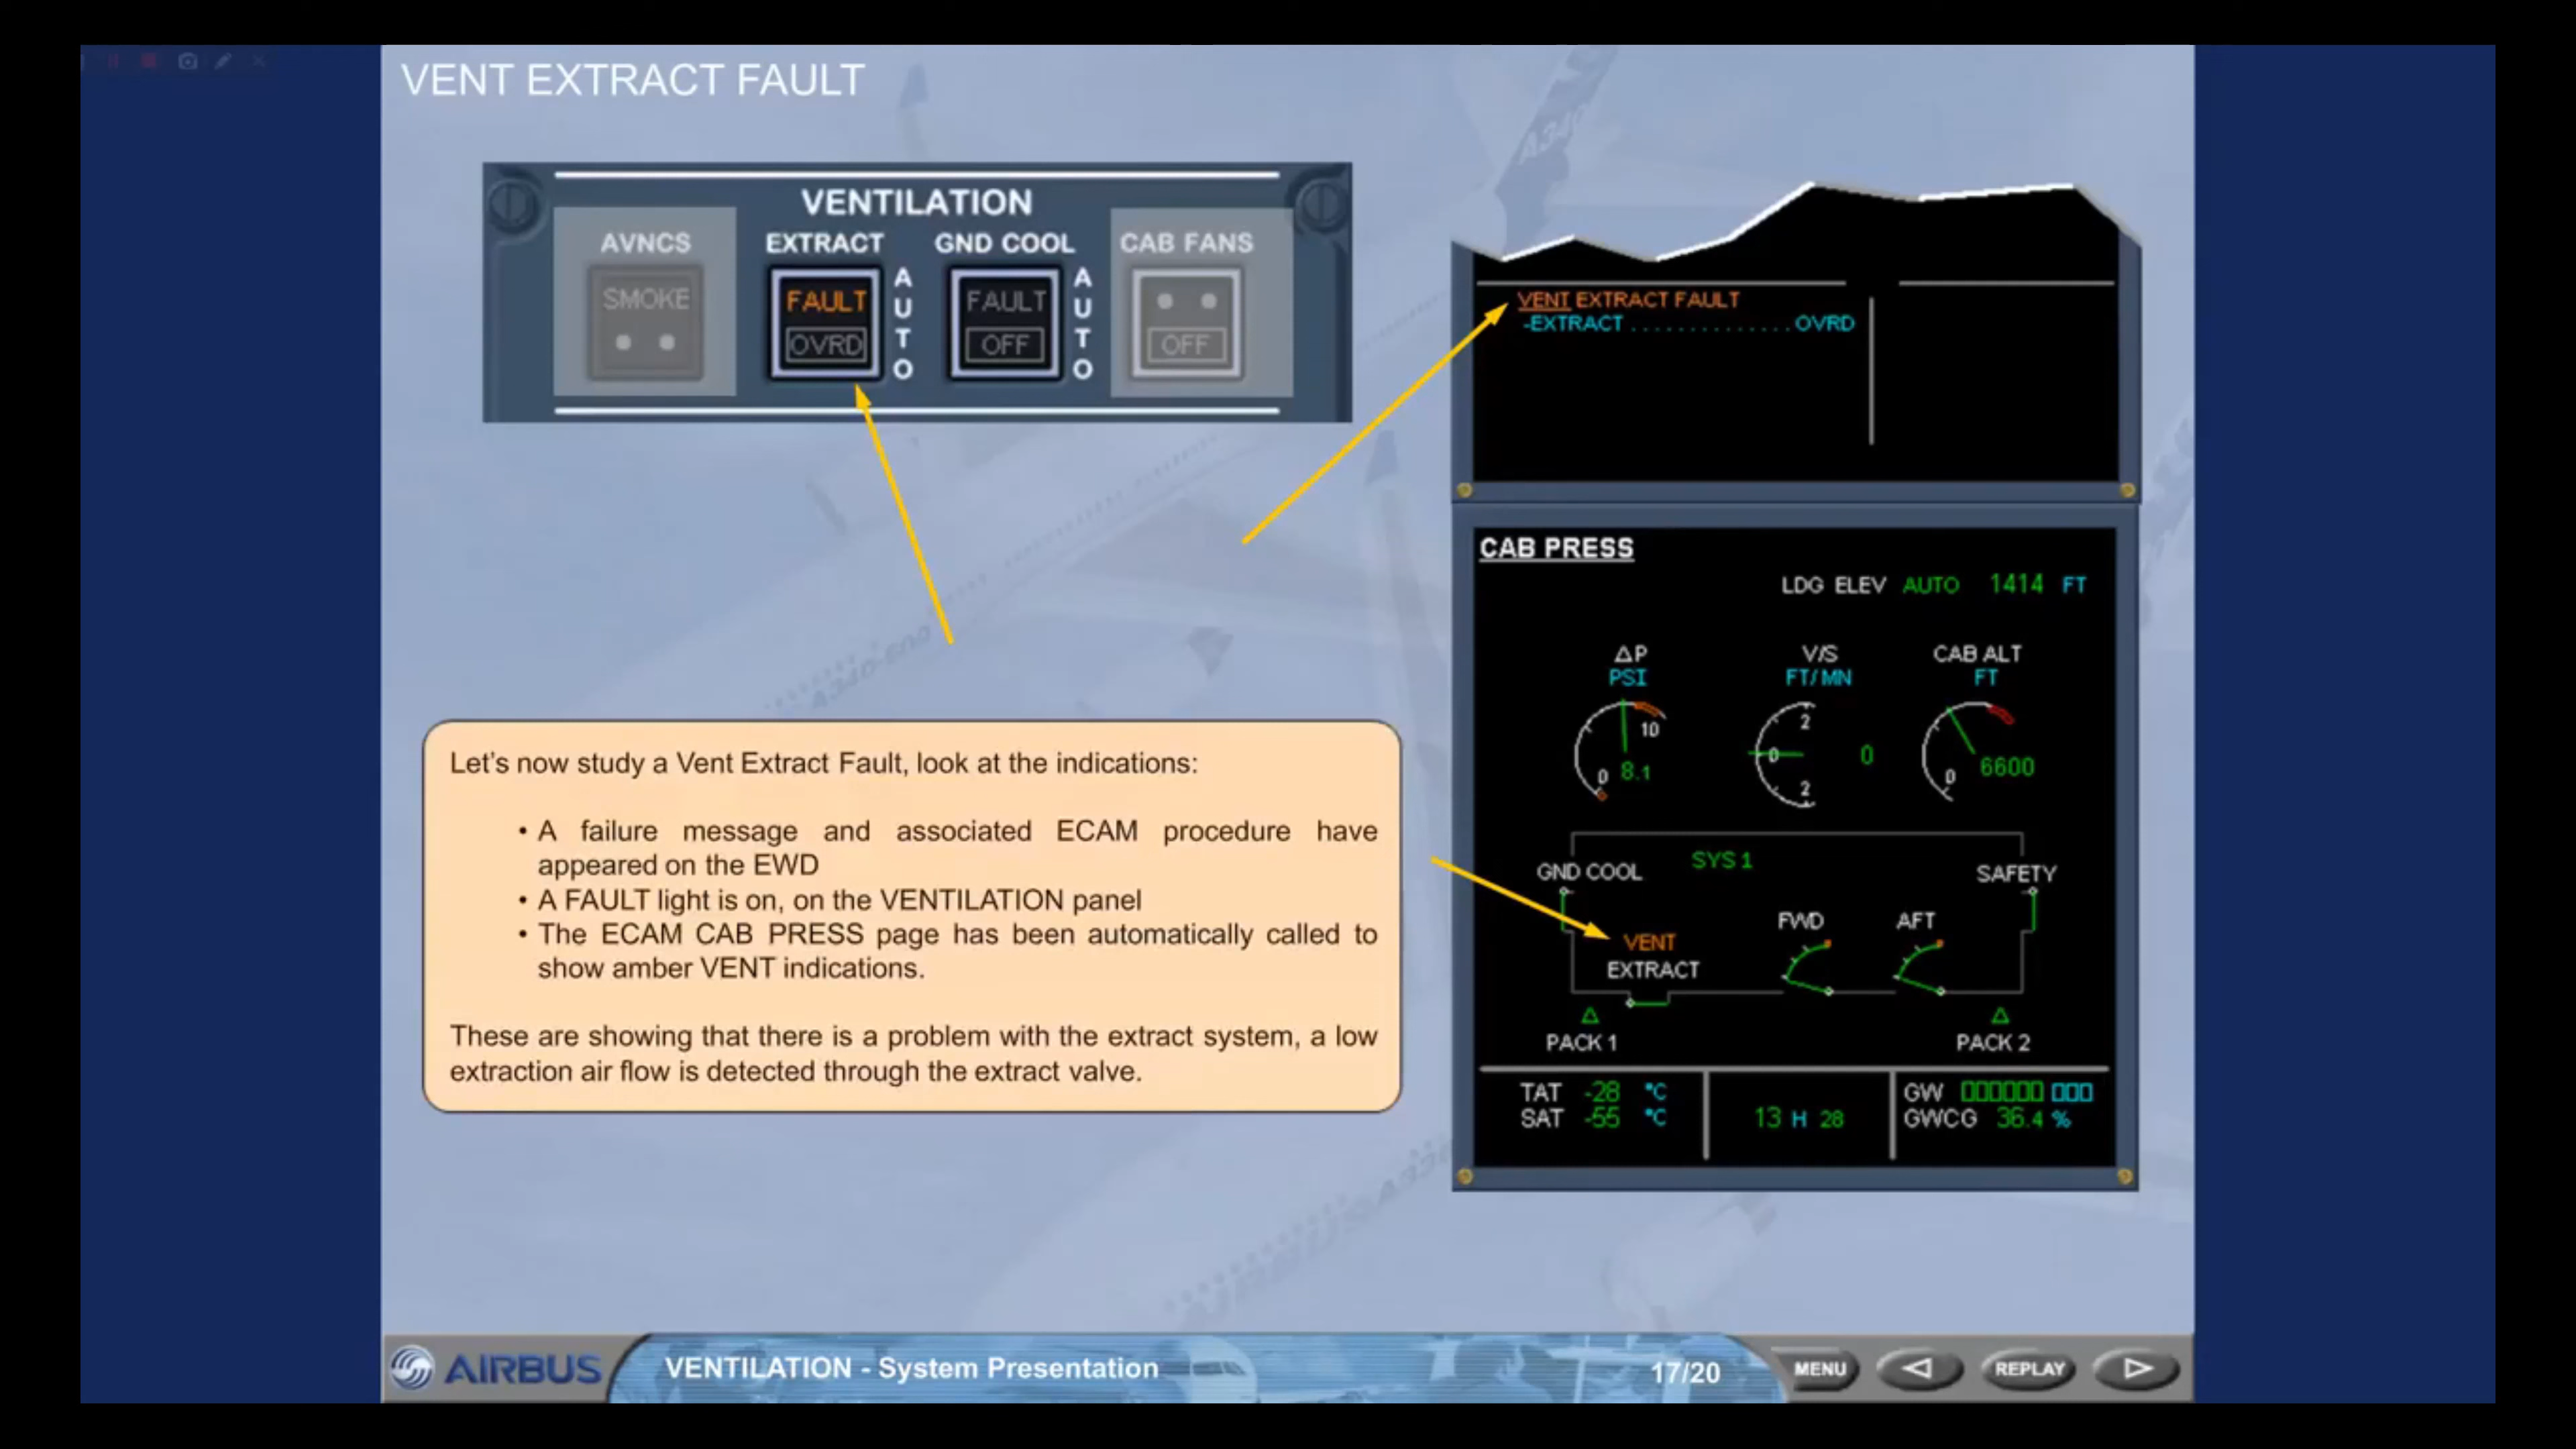 VENT EXTRACT FAULT
VENTILATION
AVNCS EXTRACT GND COOL CAB FANS
SMOKE
FAULT
OVRD
AUTO
FAULT
OFF
AUTO
OFF
VENT EXTRACT FAULT
-EXTRACT..............OVRD
CAB PRESS
LDG ELEV AUTO 1414 FT
ΔP V/S CAB ALT
PSI FT/MN FT
10
0 8.1
2
0
2
0
0 6600
SYS 1
GND COOL SAFETY
FWD AFT
VENT
EXTRACT
PACK 1 PACK 2
TAT -28 °C
SAT -55 °C
13 H 28
GW
GWCG 36.4 %
Let's now study a Vent Extract Fault, look at the indications:
• A failure message and associated ECAM procedure have
appeared on the EWD
• A FAULT light is on, on the VENTILATION panel
• The ECAM CAB PRESS page has been automatically called to
show amber VENT indications.
These are showing that there is a problem with the extract system, a low
extraction air flow is detected through the extract valve.
AIRBUS
VENTILATION - System Presentation
17/20
MENU
REPLAY